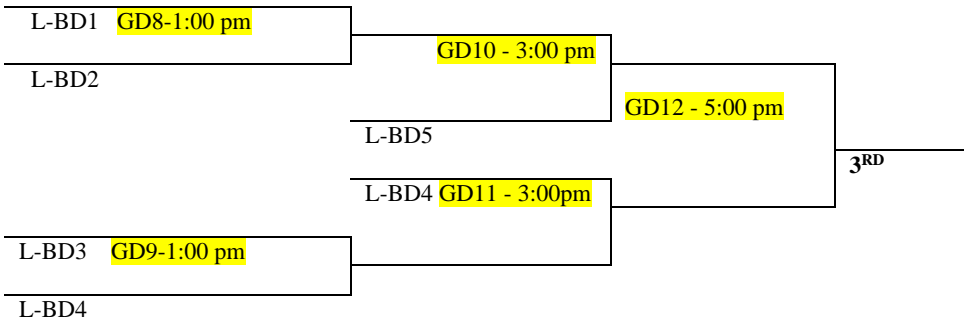 L-BD1 GD8-1:00 pm
GD10 - 3:00 pm
L-BD2
GD12 - 5:00 pm
L-BD5
3RD
L-BD4 GD11 - 3:00pm
L-BD3 GD9-1:00 pm
L-BD4